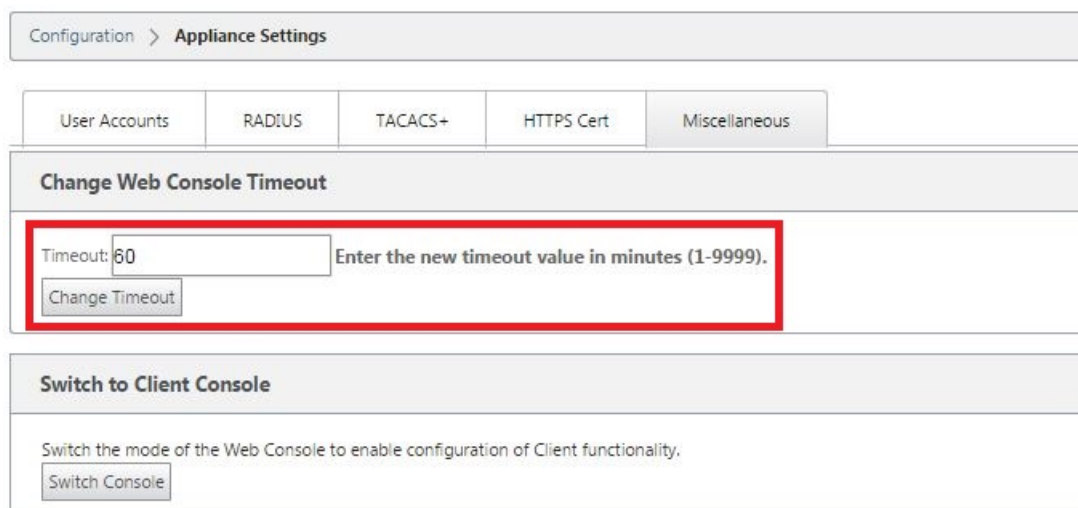 Configuration > Appliance Settings
User Accounts RADIUS TACACS+ HTTPS Cert Miscellaneous
Change Web Console Timeout
Timeout: 60 Enter the new timeout value in minutes (1-9999).
Change Timeout
Switch to Client Console
Switch the mode of the Web Console to enable configuration of Client functionality.
Switch Console